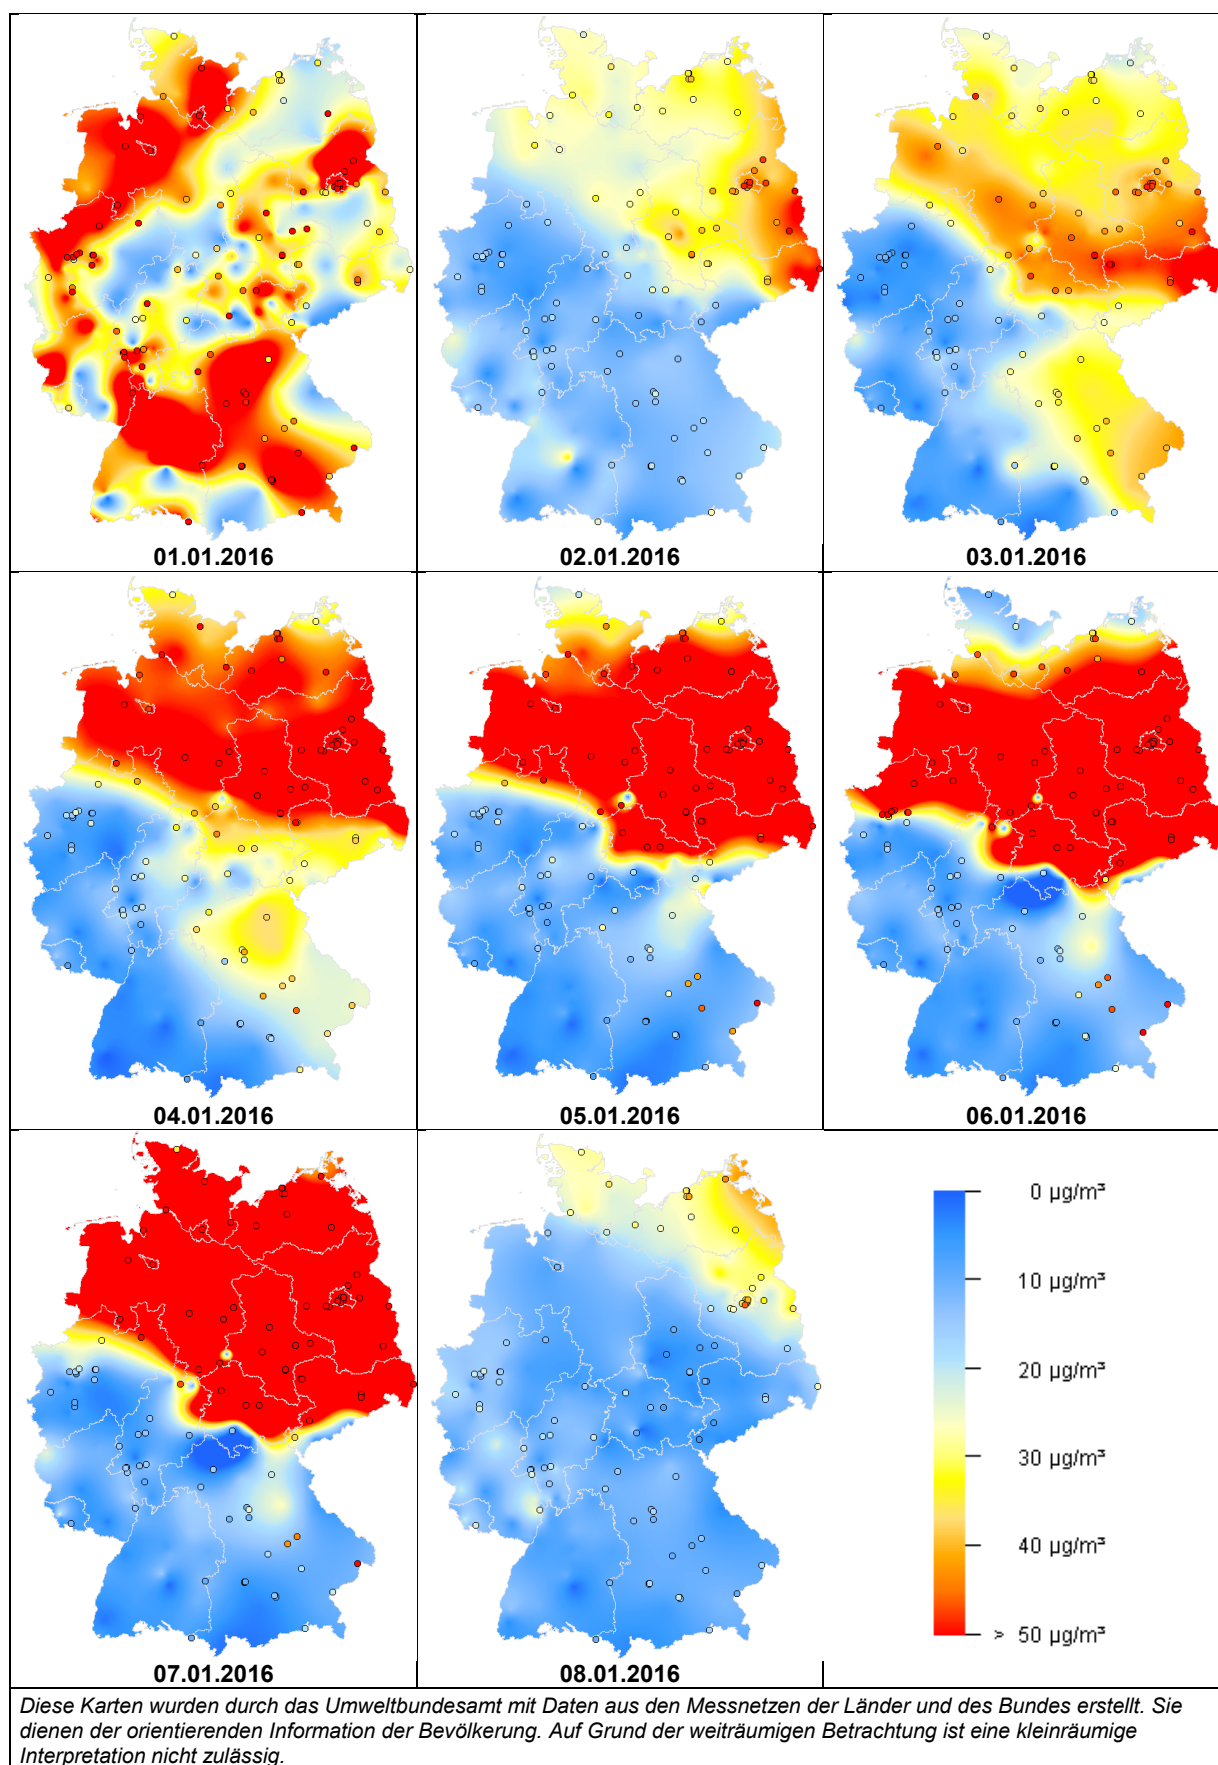 01.01.2016
02.01.2016
03.01.2016
04.01.2016
05.01.2016
06.01.2016
07.01.2016
08.01.2016
0 µg/m³
10 µg/m³
20 µg/m³
30 µg/m³
40 µg/m³
> 50 µg/m³
Diese Karten wurden durch das Umweltbundesamt mit Daten aus den Messnetzen der Länder und des Bundes erstellt. Sie
dienen der orientierenden Information der Bevölkerung. Auf Grund der weiträumigen Betrachtung ist eine kleinräumige
Interpretation nicht zulässig.